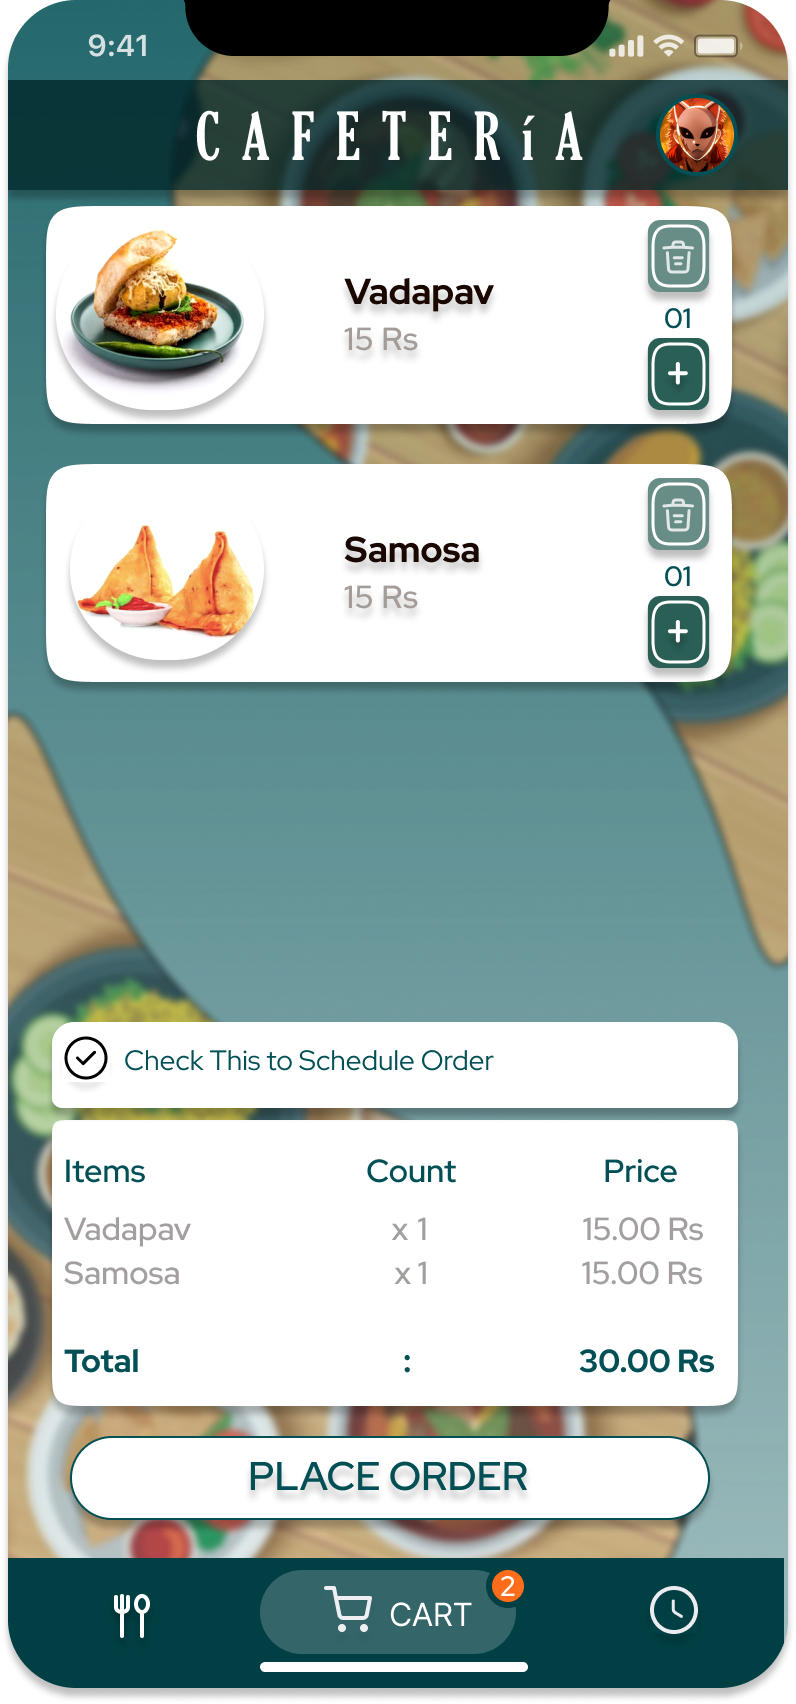 9:41
CAFETERíA
Vadapav
15 Rs
01
Samosa
15 Rs
01
Check This to Schedule Order
Items Count Price
Vadapav x 1 15.00 Rs
Samosa x 1 15.00 Rs
Total : 30.00 Rs
PLACE ORDER
CART 2